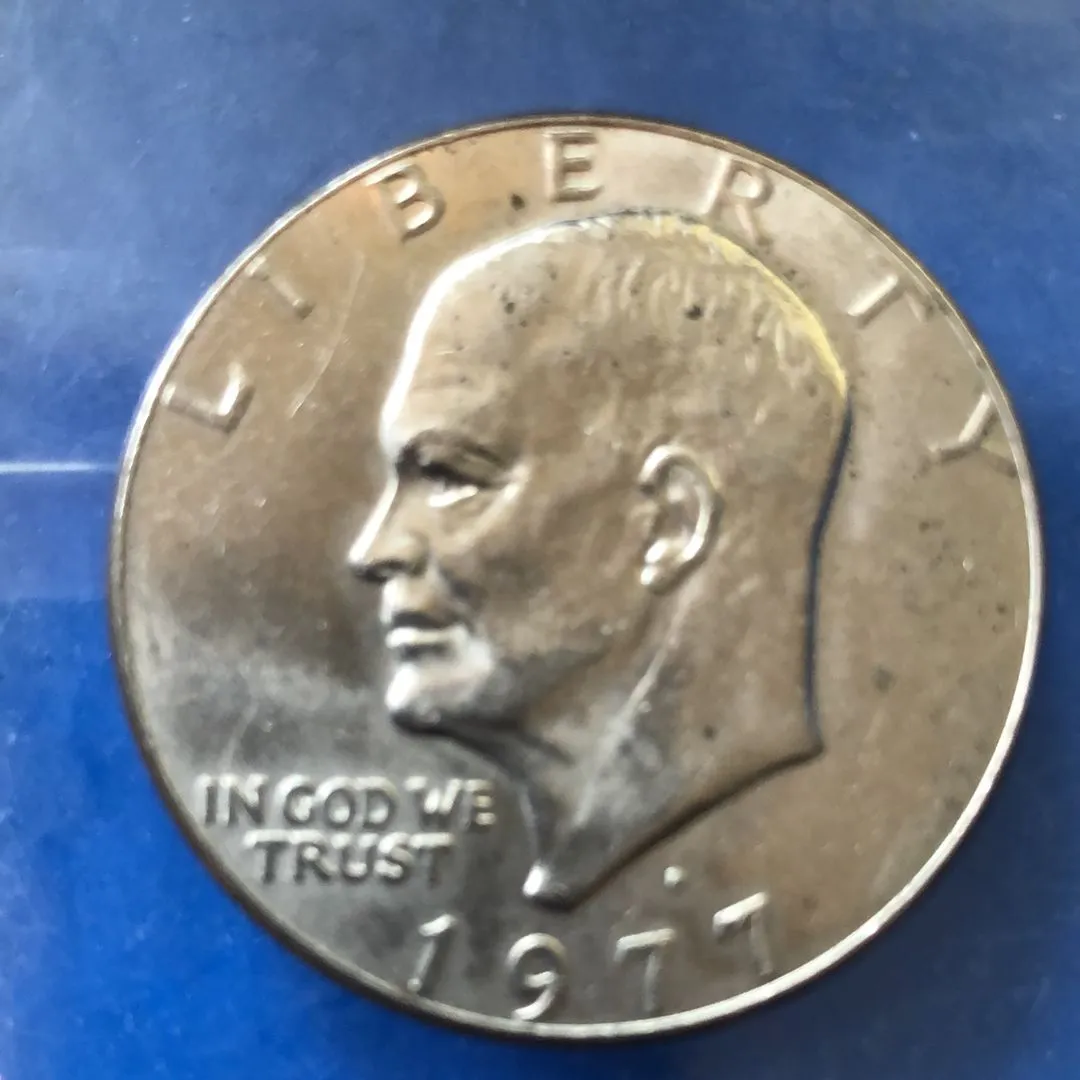 LIBERTY
IN GOD WE
TRUST
1977